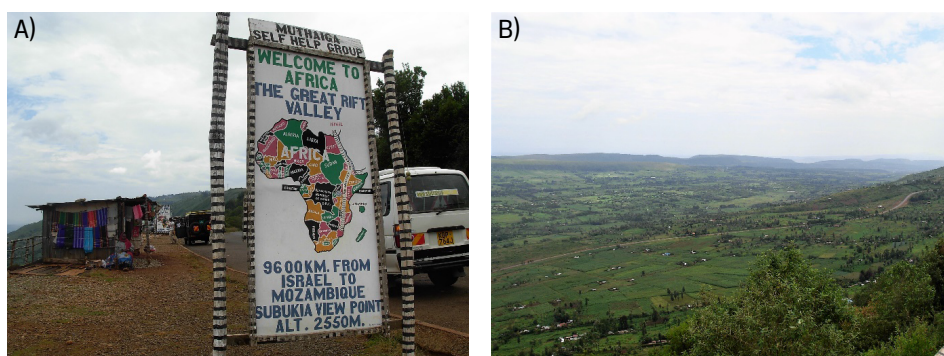 A)
MUTHAIGA
SELF HELP GROUP
WELCOME TO
AFRICA
THE GREAT RIFT
VALLEY
AFRICA
9600KM. FROM
ISRAEL TO
MOZAMBIQUE
SUBUKIA VIEW POINT
ALT. 2550M.
B)